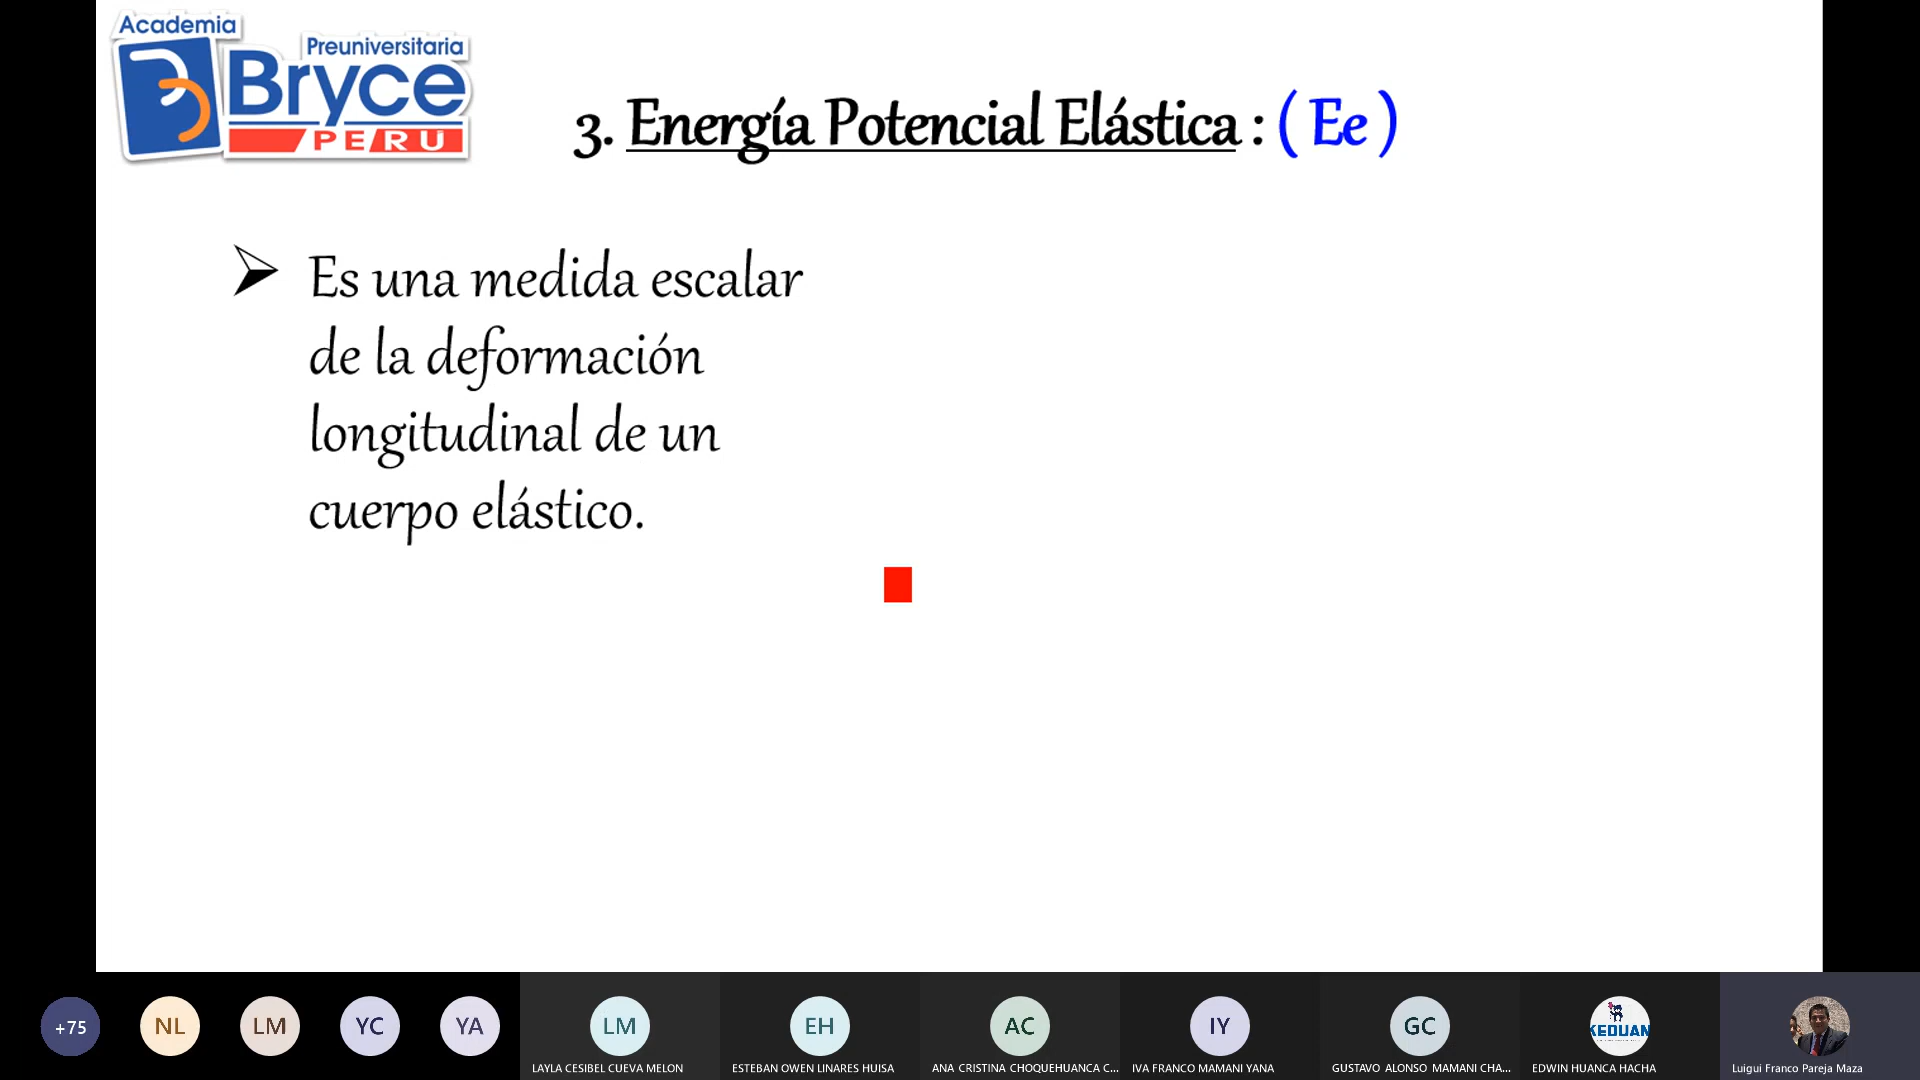 Academia
Preuniversitaria
Bryce
PERÚ
3. Energía Potencial Elástica : ( Ee )
Es una medida escalar
de la deformación
longitudinal de un
cuerpo elástico.
+75
NL
LM
YC
YA
LM
EH
AC
IY
GC
KEDUAN
LAYLA CESIBEL CUEVA MELON
ESTEBAN OWEN LINARES HUISA
ANA CRISTINA CHOQUEHUANCA C...
IVA FRANCO MAMANI YANA
GUSTAVO ALONSO MAMANI CHA...
EDWIN HUANCA HACHA
Luigui Franco Pareja Maza